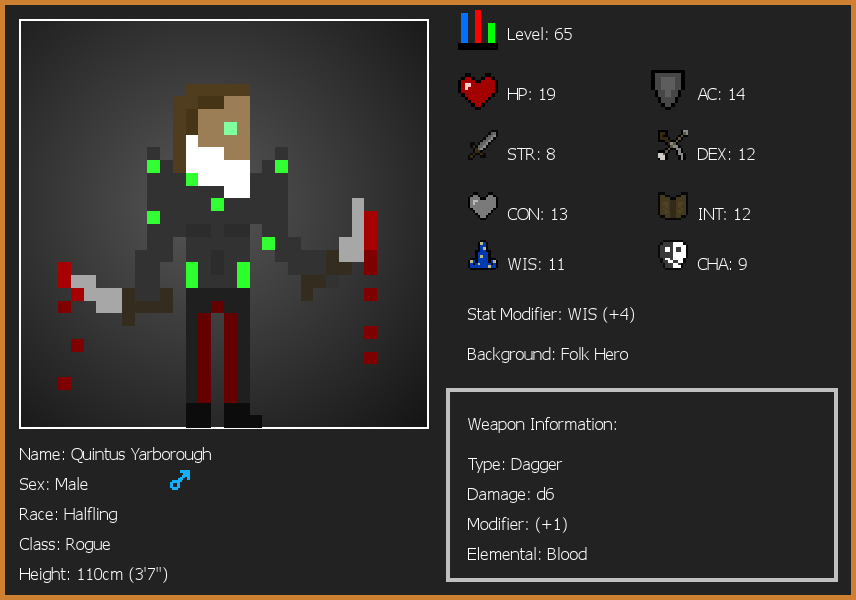 Level: 65
HP: 19
AC: 14
STR: 8
DEX: 12
CON: 13
INT: 12
WIS: 11
CHA: 9
Stat Modifier: WIS (+4)
Background: Folk Hero
Weapon Information:
Type: Dagger
Damage: d6
Modifier: (+1)
Elemental: Blood
Name: Quintus Yarborough
Sex: Male
Race: Halfling
Class: Rogue
Height: 110cm (3'7")